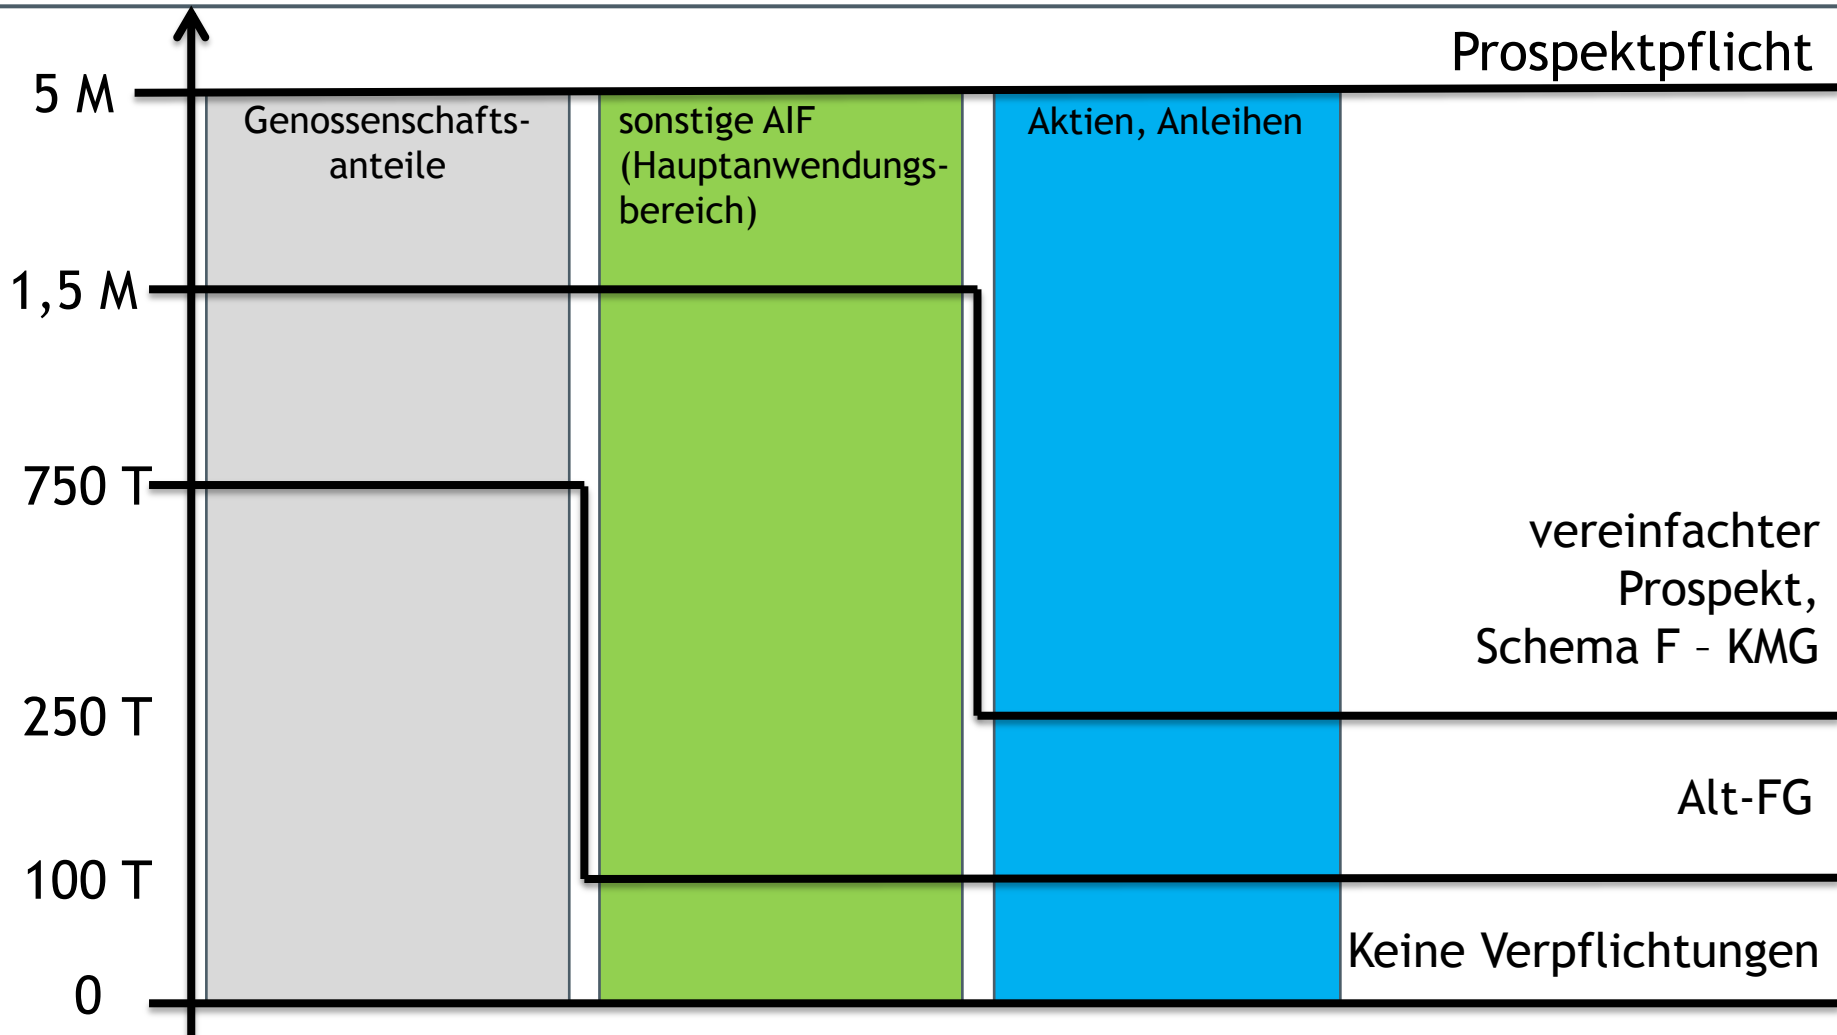 Prospektpflicht
5 M
Genossenschafts-
anteile
sonstige AIF
(Hauptanwendungs-
bereich)
Aktien, Anleihen
1,5 M
750 T
vereinfachter
Prospekt,
Schema F – KMG
250 T
Alt-FG
100 T
Keine Verpflichtungen
0